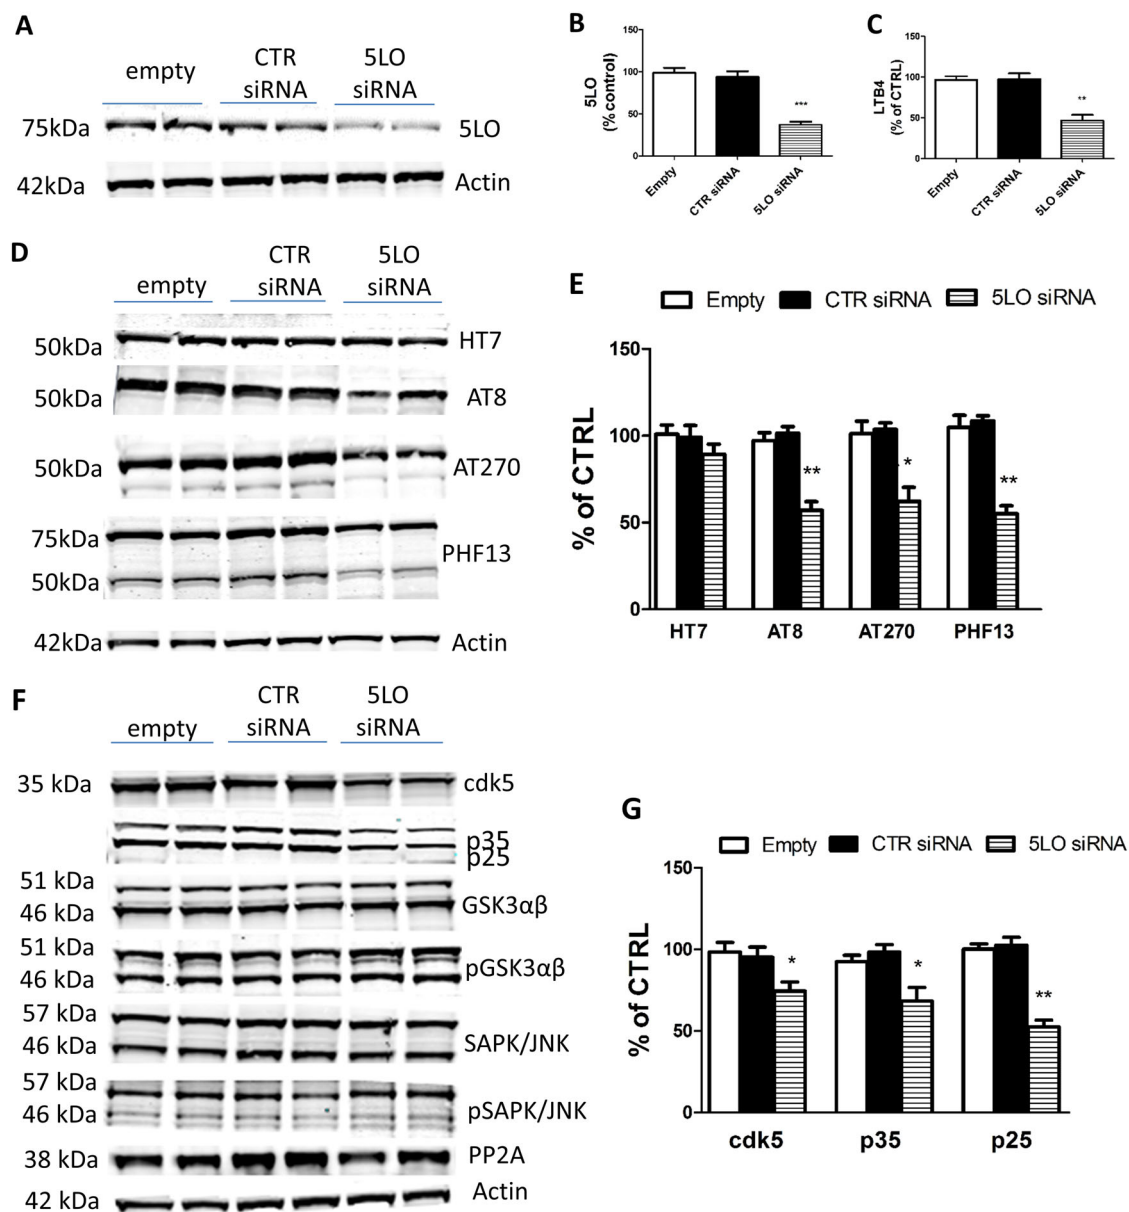 A
empty
CTR
siRNA
5LO
siRNA
75kDa
5LO
42kDa
Actin
B
5LO
(% control)
150
100
50
0
***
Empty
CTR siRNA
5LO siRNA
C
LTB4
(% of CTRL)
150
100
50
0
**
Empty
CTR siRNA
5LO siRNA
D
empty
CTR
siRNA
5LO
siRNA
50kDa
HT7
50kDa
AT8
50kDa
AT270
75kDa
PHF13
50kDa
42kDa
Actin
E
Empty CTR siRNA 5LO siRNA
% of CTRL
150
100
50
0
**
*
**
HT7 AT8 AT270 PHF13
F
empty
CTR
siRNA
5LO
siRNA
35 kDa
cdk5
p35
p25
51 kDa
GSK3αβ
46 kDa
51 kDa
pGSK3αβ
46 kDa
57 kDa
SAPK/JNK
46 kDa
57 kDa
pSAPK/JNK
46 kDa
38 kDa
PP2A
42 kDa
Actin
G
Empty CTR siRNA 5LO siRNA
% of CTRL
150
100
50
0
*
*
**
cdk5 p35 p25